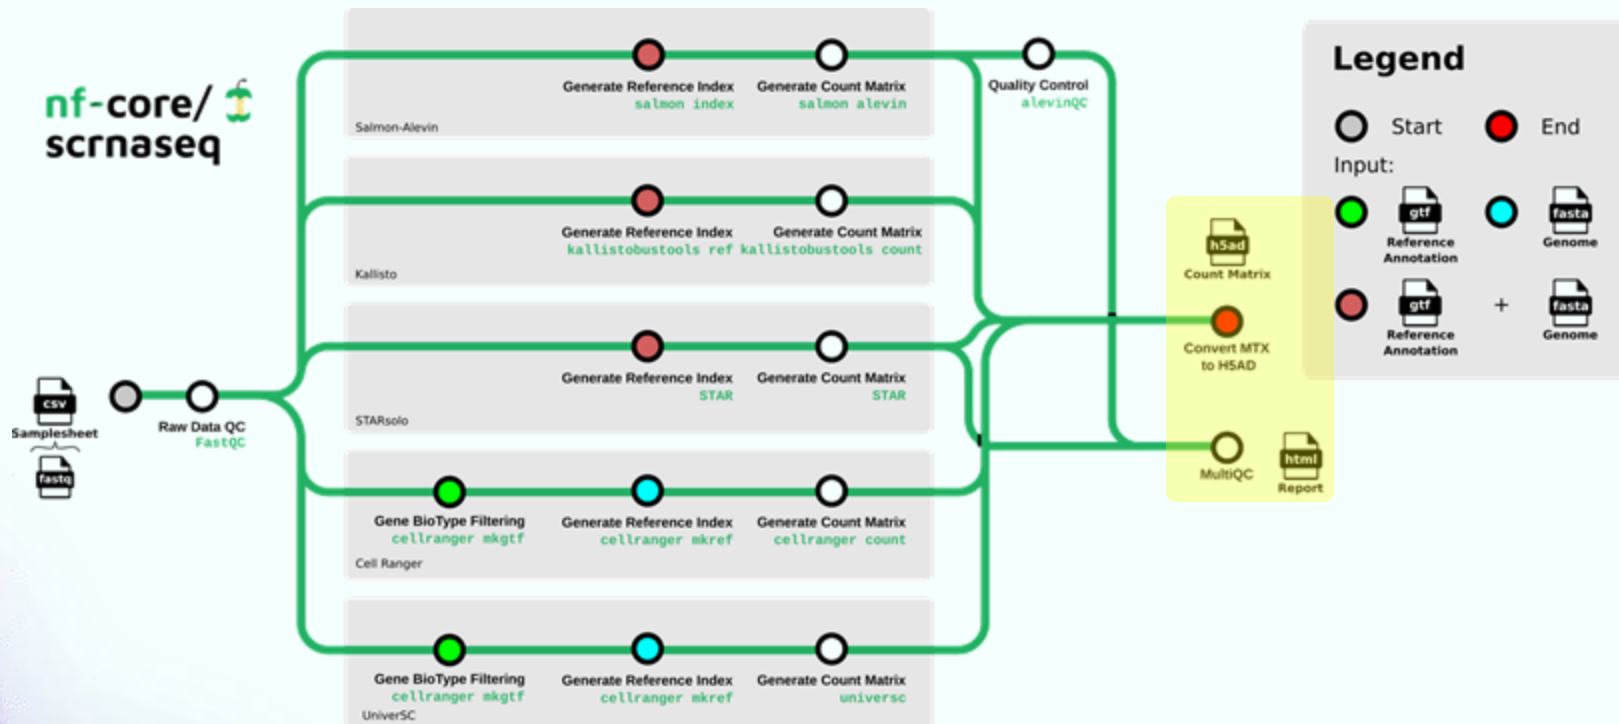 nf-core/
scrnaseq
csv
Samplesheet
fastq
Raw Data QC
FastQC
Generate Reference Index
salmon index
Generate Count Matrix
salmon alevin
Salmon-Alevin
Quality Control
alevinQC
Generate Reference Index
kallistobustools ref
Generate Count Matrix
kallistobustools count
Kallisto
Generate Reference Index
STAR
Generate Count Matrix
STAR
STARsolo
Gene BioType Filtering
cellranger mkgtf
Generate Reference Index
cellranger mkref
Generate Count Matrix
cellranger count
Cell Ranger
Gene BioType Filtering
cellranger mkgtf
Generate Reference Index
cellranger mkref
Generate Count Matrix
universc
UniverSC
h5ad
Count Matrix
Convert MTX
to H5AD
MultiQC
html
Report
Legend
Start
End
Input:
gtf
Reference
Annotation
fasta
Genome
gtf
Reference
Annotation
+
fasta
Genome